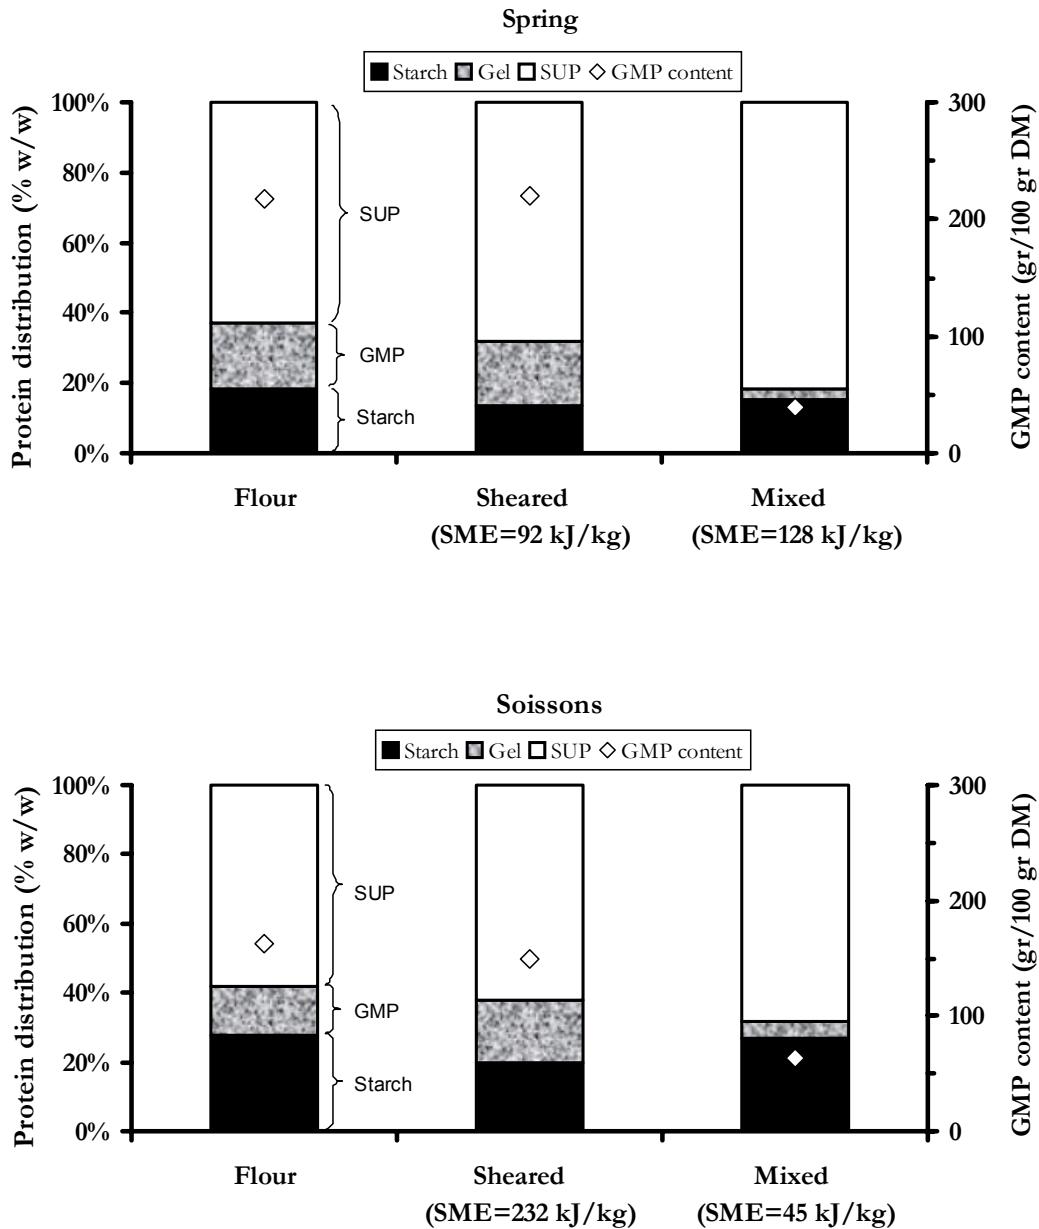 Spring
Starch Gel SUP GMP content
Protein distribution (% w/w)
100%
80%
60%
40%
20%
0%
SUP
GMP
Starch
300
200
100
0
GMP content (gr/100 gr DM)
Flour Sheared Mixed
(SME=92 kJ/kg) (SME=128 kJ/kg)
Soissons
Starch Gel SUP GMP content
Protein distribution (% w/w)
100%
80%
60%
40%
20%
0%
SUP
GMP
Starch
300
200
100
0
GMP content (gr/100 gr DM)
Flour Sheared Mixed
(SME=232 kJ/kg) (SME=45 kJ/kg)